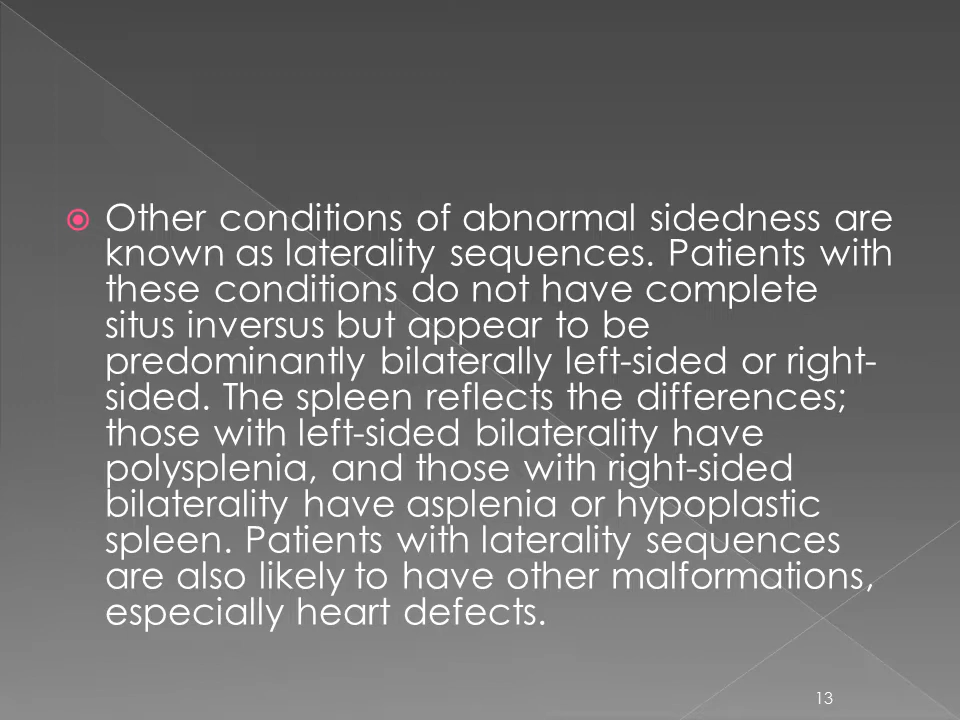 Other conditions of abnormal sidedness are
known as laterality sequences. Patients with
these conditions do not have complete
situs inversus but appear to be
predominantly bilaterally left-sided or right-
sided. The spleen reflects the differences;
those with left-sided bilaterality have
polysplenia, and those with right-sided
bilaterality have asplenia or hypoplastic
spleen. Patients with laterality sequences
are also likely to have other malformations,
especially heart defects.
13